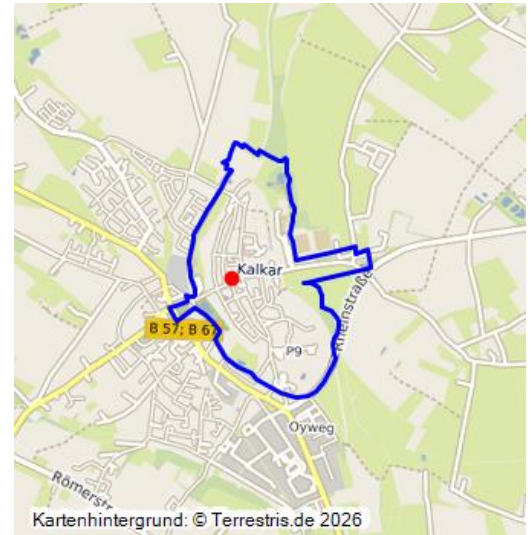 Kalkar
Rheinstraße
B 57; B 67
P9
Oyweg
Römerstr
Kartenhintergrund: © Terrestris.de 2026